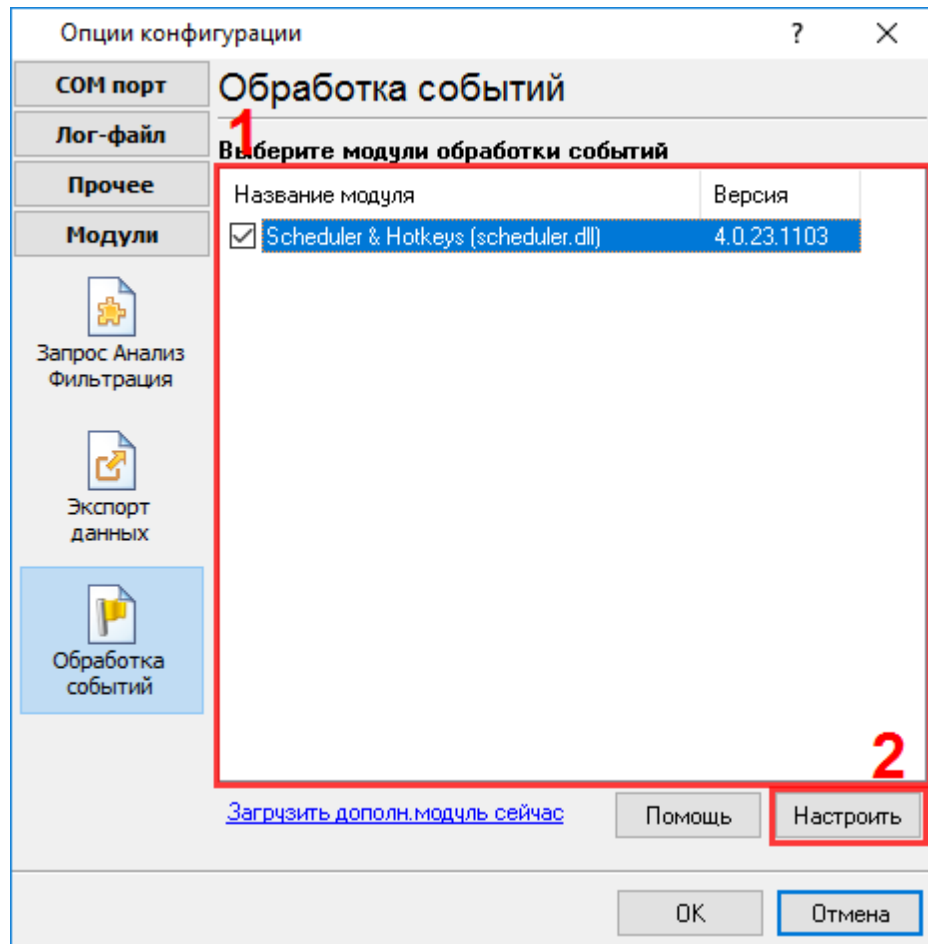 Опции конфигурации
?
COM порт
Лог-файл
Прочее
Модули
Запрос Анализ
Фильтрация
Экспорт
данных
Обработка
событий
Обработка событий
1
Выберите модули обработки событий
Название модуля Версия
Scheduler & Hotkeys (scheduler.dll) 4.0.23.1103
2
Загрузить дополн.модуль сейчас
Помощь
Настроить
OK
Отмена